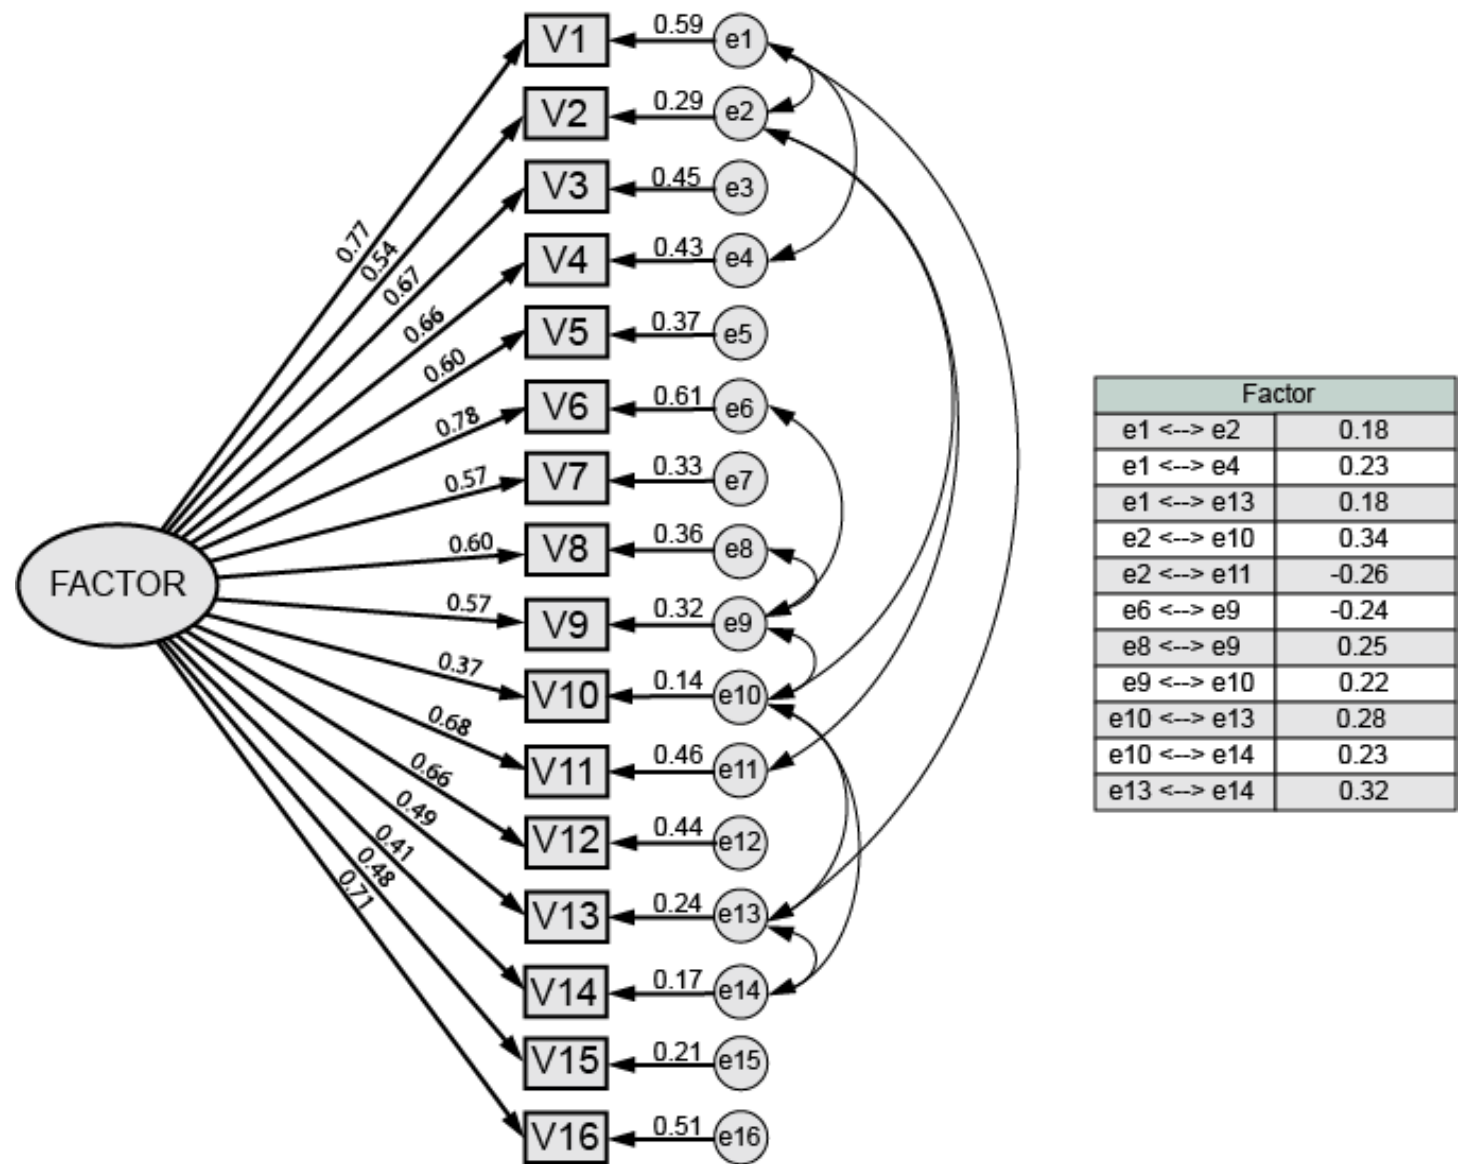 V1 0.59 e1
V2 0.29 e2
V3 0.45 e3
V4 0.43 e4
V5 0.37 e5
V6 0.61 e6
V7 0.33 e7
V8 0.36 e8
V9 0.32 e9
V10 0.14 e10
V11 0.46 e11
V12 0.44 e12
V13 0.24 e13
V14 0.17 e14
V15 0.21 e15
V16 0.51 e16
FACTOR
0.77
0.54
0.67
0.66
0.60
0.78
0.57
0.60
0.57
0.37
0.68
0.66
0.49
0.41
0.48
0.71
Factor
e1 <--> e2 0.18
e1 <--> e4 0.23
e1 <--> e13 0.18
e2 <--> e10 0.34
e2 <--> e11 -0.26
e6 <--> e9 -0.24
e8 <--> e9 0.25
e9 <--> e10 0.22
e10 <--> e13 0.28
e10 <--> e14 0.23
e13 <--> e14 0.32